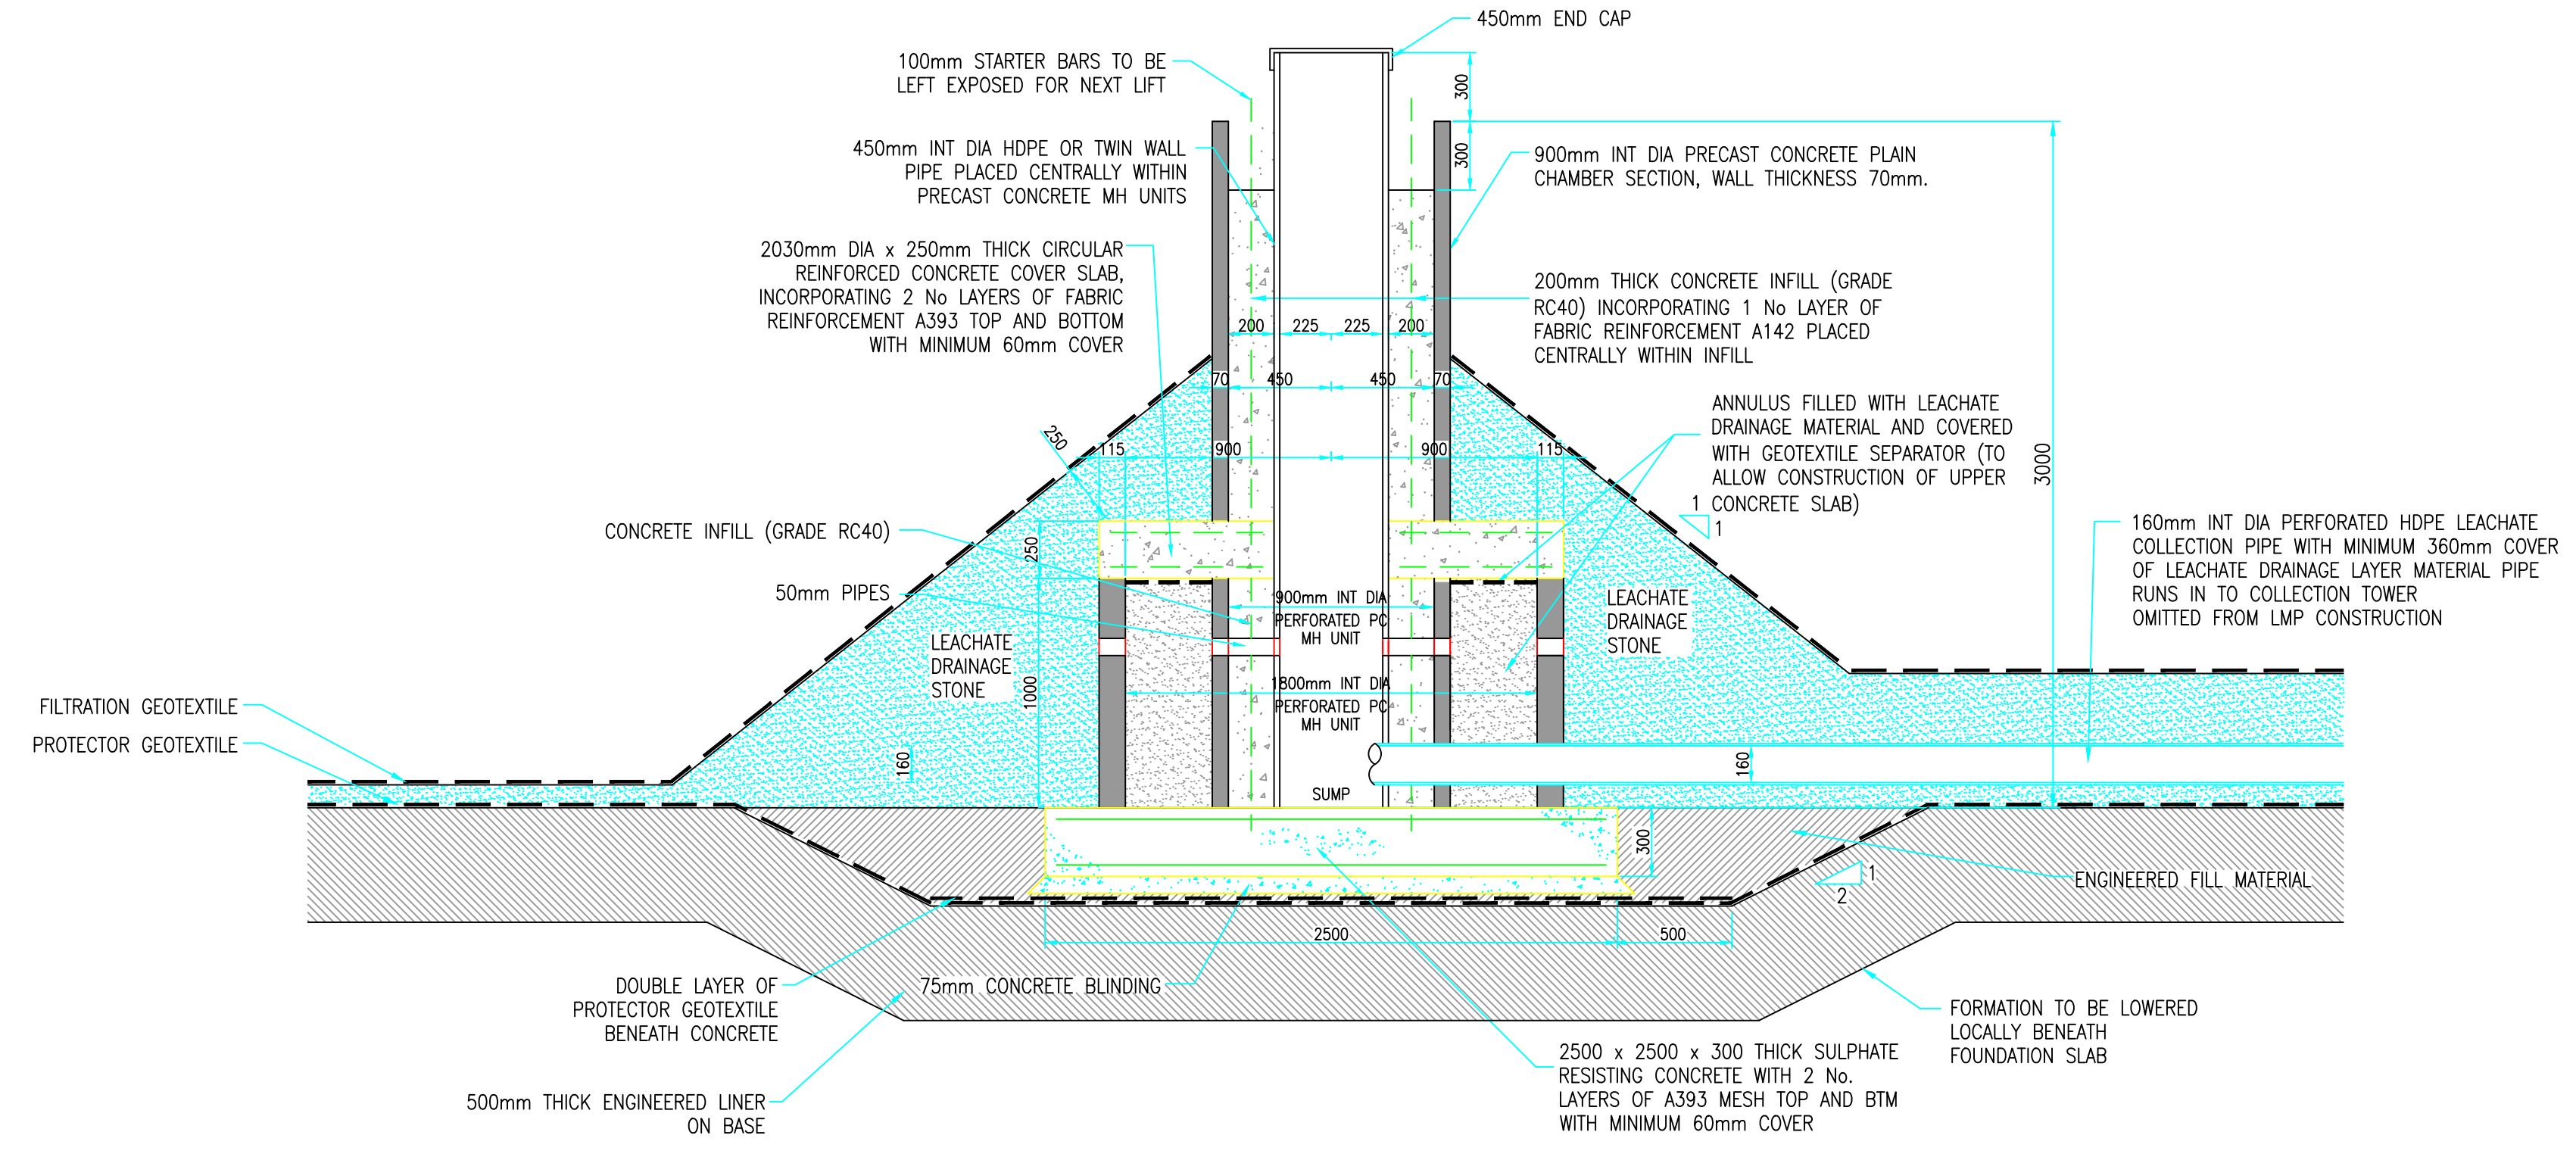 450mm END CAP
100mm STARTER BARS TO BE
LEFT EXPOSED FOR NEXT LIFT
300
300
450mm INT DIA HDPE OR TWIN WALL
PIPE PLACED CENTRALLY WITHIN
PRECAST CONCRETE MH UNITS
900mm INT DIA PRECAST CONCRETE PLAIN
CHAMBER SECTION, WALL THICKNESS 70mm.
2030mm DIA x 250mm THICK CIRCULAR
REINFORCED CONCRETE COVER SLAB,
INCORPORATING 2 No LAYERS OF FABRIC
REINFORCEMENT A393 TOP AND BOTTOM
WITH MINIMUM 60mm COVER
200mm THICK CONCRETE INFILL (GRADE
RC40) INCORPORATING 1 No LAYER OF
FABRIC REINFORCEMENT A142 PLACED
CENTRALLY WITHIN INFILL
200 225 225 200
70 450 450 70
250
115 900 900 115
ANNULUS FILLED WITH LEACHATE
DRAINAGE MATERIAL AND COVERED
WITH GEOTEXTILE SEPARATOR (TO
ALLOW CONSTRUCTION OF UPPER
CONCRETE SLAB)
1
1
3000
160mm INT DIA PERFORATED HDPE LEACHATE
COLLECTION PIPE WITH MINIMUM 360mm COVER
OF LEACHATE DRAINAGE LAYER MATERIAL PIPE
RUNS IN TO COLLECTION TOWER
OMITTED FROM LMP CONSTRUCTION
CONCRETE INFILL (GRADE RC40)
250
50mm PIPES
900mm INT DIA
PERFORATED PC
MH UNIT
LEACHATE
DRAINAGE
STONE
LEACHATE
DRAINAGE
STONE
1000
1800mm INT DIA
PERFORATED PC
MH UNIT
FILTRATION GEOTEXTILE
PROTECTOR GEOTEXTILE
160
160
SUMP
300
1
2
ENGINEERED FILL MATERIAL
2500
500
DOUBLE LAYER OF
PROTECTOR GEOTEXTILE
BENEATH CONCRETE
75mm CONCRETE BLINDING
FORMATION TO BE LOWERED
LOCALLY BENEATH
FOUNDATION SLAB
2500 x 2500 x 300 THICK SULPHATE
RESISTING CONCRETE WITH 2 No.
LAYERS OF A393 MESH TOP AND BTM
WITH MINIMUM 60mm COVER
500mm THICK ENGINEERED LINER
ON BASE